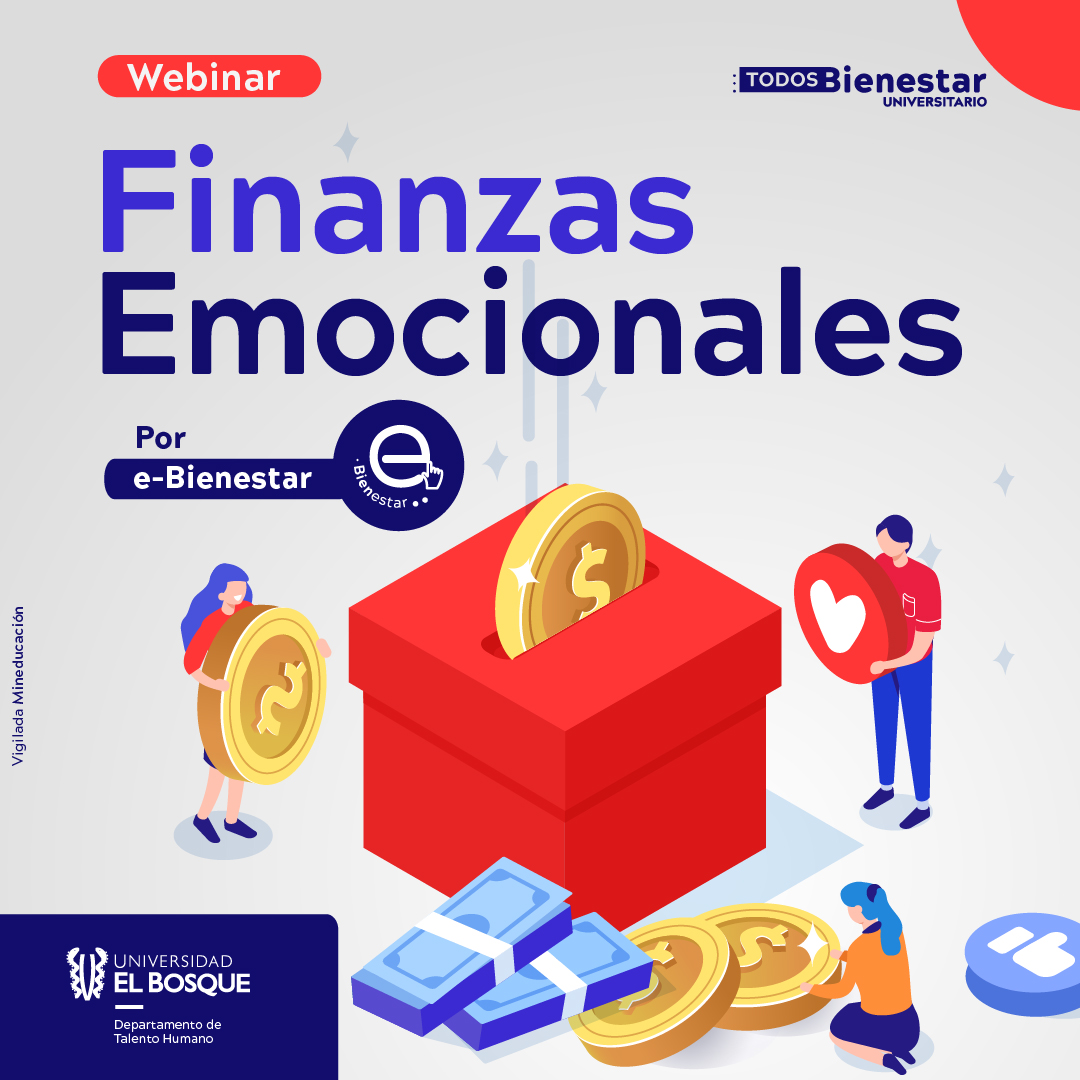 Webinar
TODOS Bienestar
UNIVERSITARIO
Finanzas
Emocionales
Por
e-Bienestar
e
Bienestar
$
$
Vigilada Mineducación
UNIVERSIDAD
EL BOSQUE
Departamento de
Talento Humano